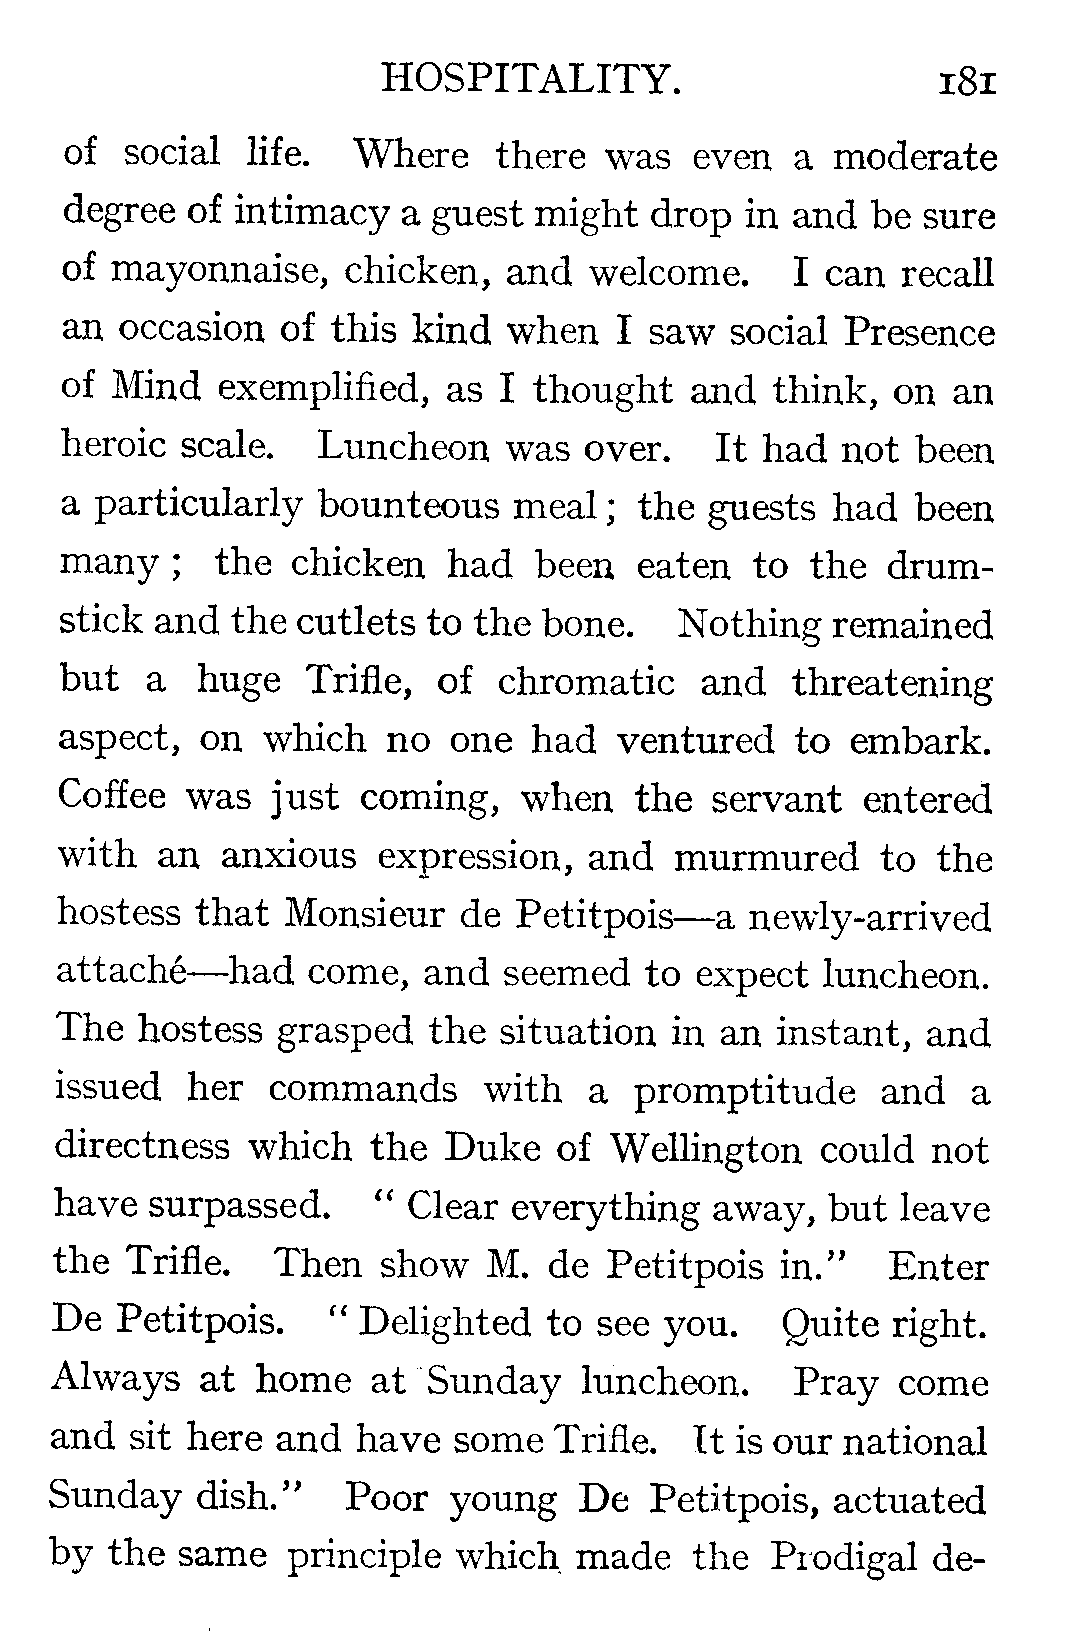 HOSPITALITY. 181
of social life. Where there was even a moderate
degree of intimacy a guest might drop in and be sure
of mayonnaise, chicken, and welcome. I can recall
an occasion of this kind when I saw social Presence
of Mind exemplified, as I thought and think, on an
heroic scale. Luncheon was over. It had not been
a particularly bounteous meal; the guests had been
many; the chicken had been eaten to the drum-
stick and the cutlets to the bone. Nothing remained
but a huge Trifle, of chromatic and threatening
aspect, on which no one had ventured to embark.
Coffee was just coming, when the servant entered
with an anxious expression, and murmured to the
hostess that Monsieur de Petitpois—a newly-arrived
attaché—had come, and seemed to expect luncheon.
The hostess grasped the situation in an instant, and
issued her commands with a promptitude and a
directness which the Duke of Wellington could not
have surpassed. “Clear everything away, but leave
the Trifle. Then show M. de Petitpois in.” Enter
De Petitpois. “Delighted to see you. Quite right.
Always at home at Sunday luncheon. Pray come
and sit here and have some Trifle. It is our national
Sunday dish.” Poor young De Petitpois, actuated
by the same principle which made the Prodigal de-